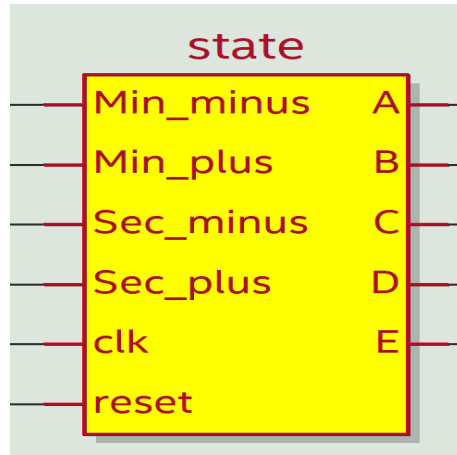 state
Min_minus A
Min_plus B
Sec_minus C
Sec_plus D
clk E
reset